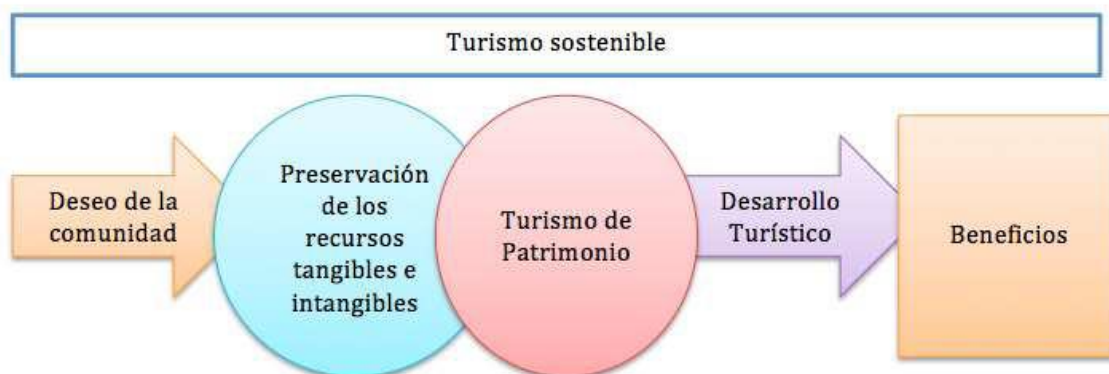 Turismo sostenible
Deseo de la
comunidad
Preservación
de los
recursos
tangibles e
intangibles
Turismo de
Patrimonio
Desarrollo
Turístico
Beneficios